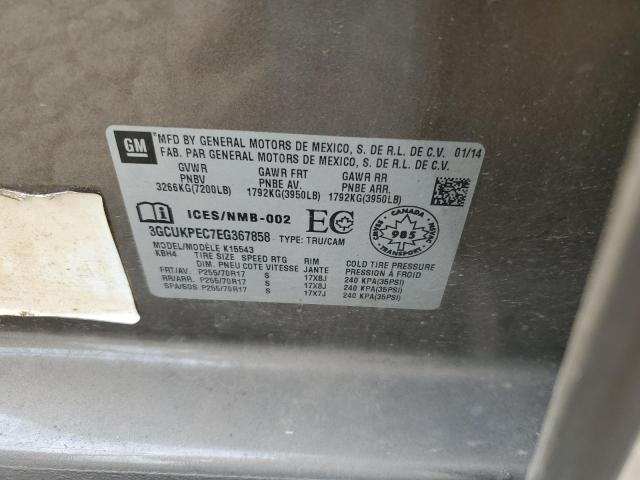 GM
MFD BY GENERAL MOTORS DE MEXICO, S. DE R.L. DE C.V. 01/14
FAB. PAR GENERAL MOTORS DE MEXICO, S. DE R.L. DE C.V.
GVWR GAWR FRT GAWR RR
PNBV PNBE AV. PNBE ARR.
3266KG(7200LB) 1792KG(3950LB) 1792KG(3950LB)
ICES/NMB-002 EC
3GCUKPEC7EG367858 TYPE: TRU/CAM
CANADA
985
TRANSPORT
MODEL/MODÈLE K15543
KBH4 TIRE SIZE SPEED RTG RIM COLD TIRE PRESSURE
DIM. PNEU COTE VITESSE JANTE PRESSION À FROID
FRT/AV. P255/70R17 S 17X8J 240 KPA(35PSI)
RR/ARR. P255/70R17 S 17X8J 240 KPA(35PSI)
SPA/SOS P255/70R17 S 17X7J 240 KPA(35PSI)